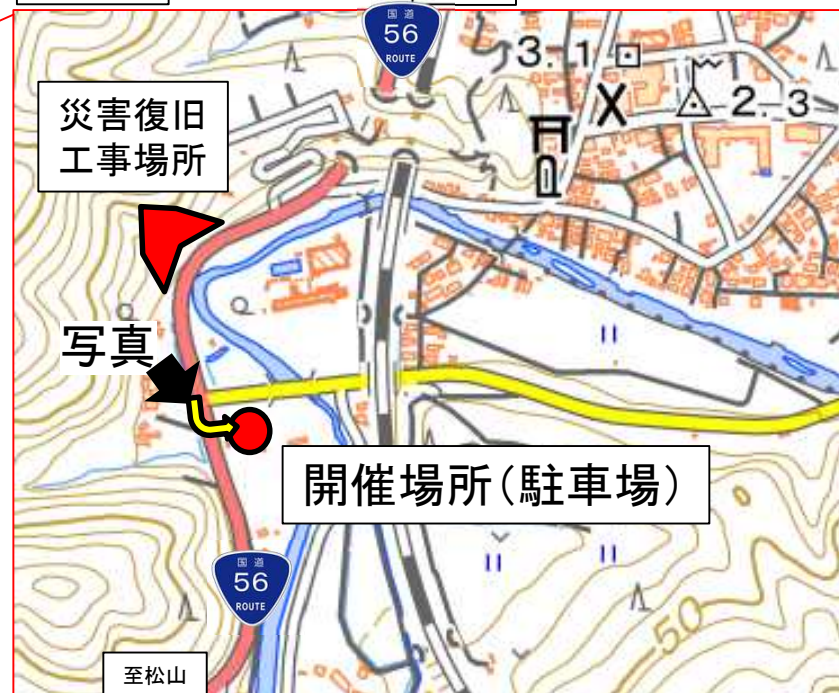 国道
56
ROUTE
3.1
2.3
災害復旧
工事場所
写真
開催場所(駐車場)
国道
56
ROUTE
50
至松山